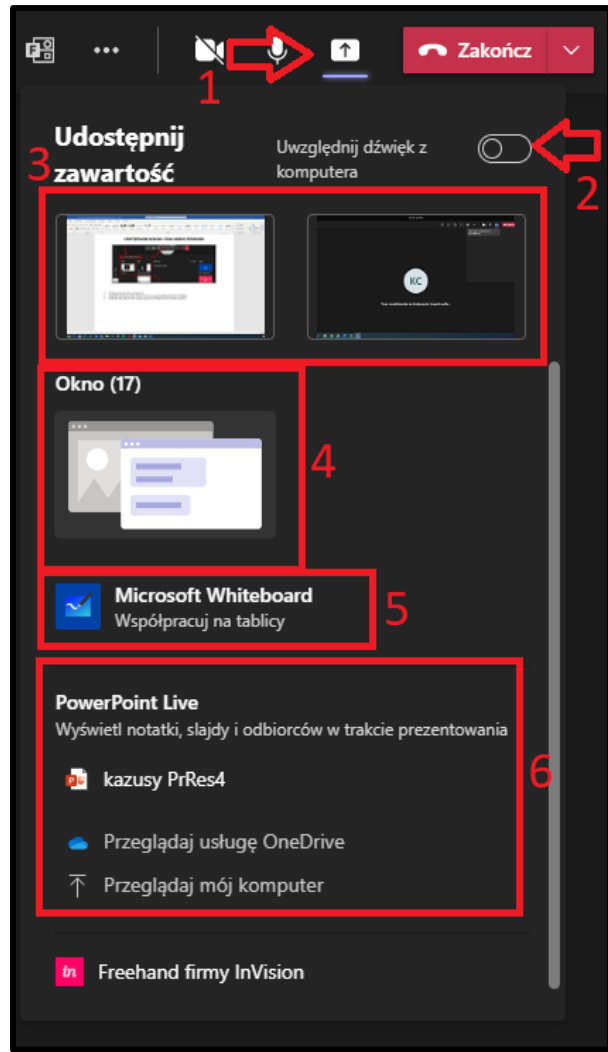 Zakończ
1
Udostępnij
zawartość
Uwzględnij dźwięk z
komputera
2
3
KC
Okno (17)
4
Microsoft Whiteboard
Współpracuj na tablicy
5
PowerPoint Live
Wyświetl notatki, slajdy i odbiorców w trakcie prezentowania
kazusy PrRes4
6
Przeglądaj usługę OneDrive
Przeglądaj mój komputer
in
Freehand firmy InVision